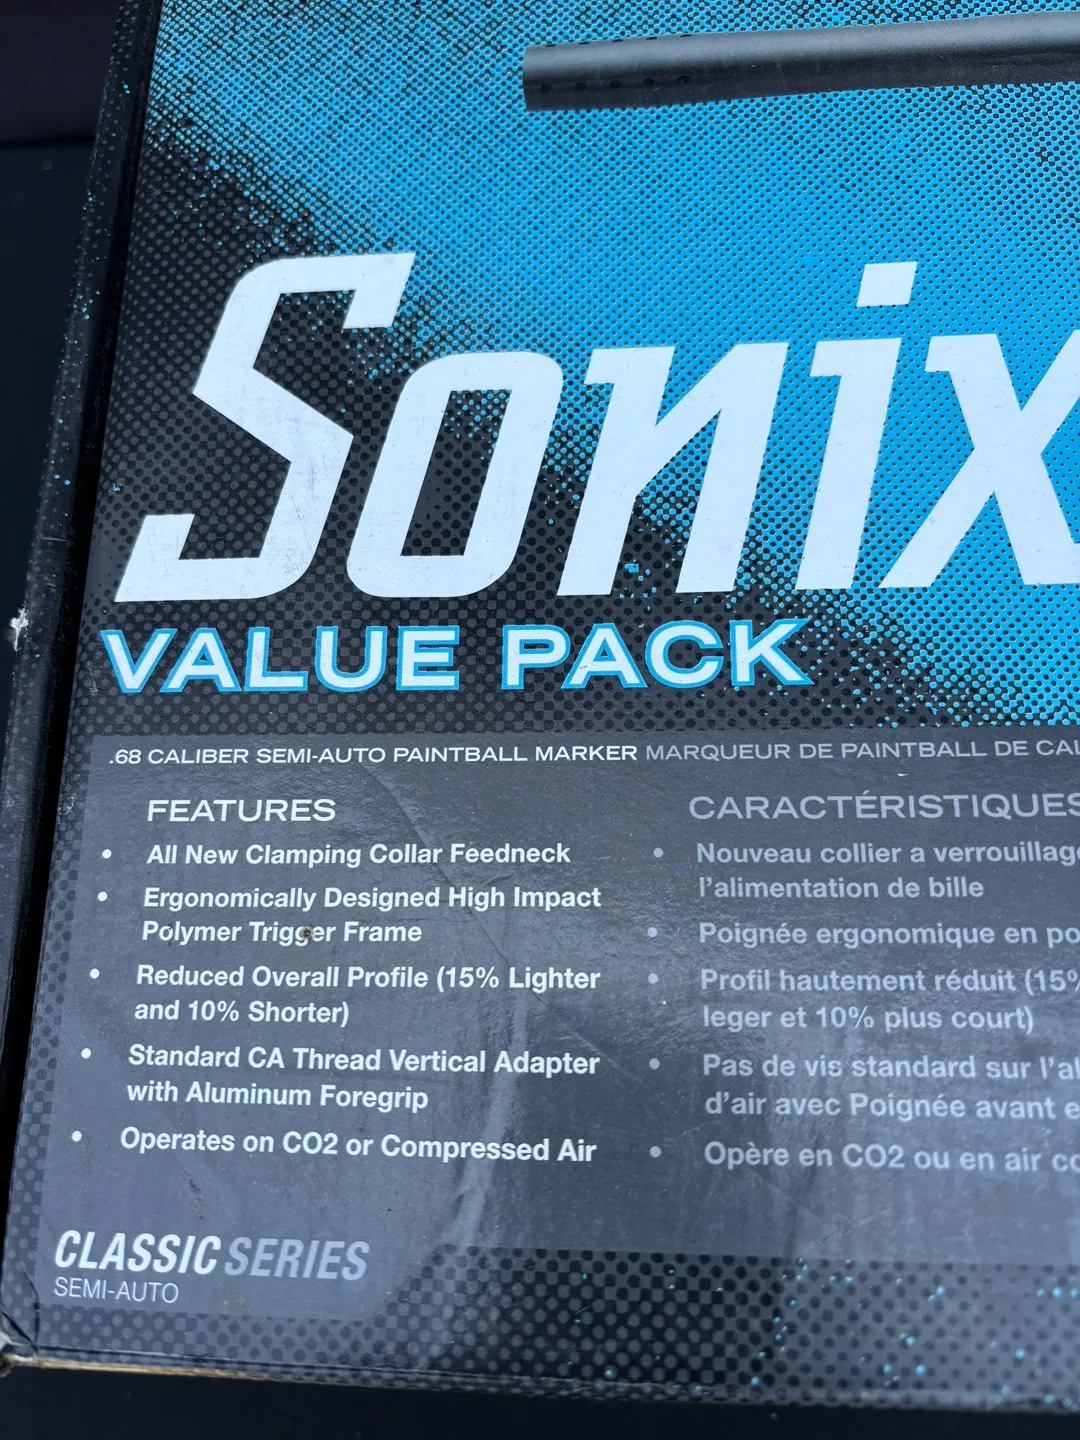 Sonix
VALUE PACK
.68 CALIBER SEMI-AUTO PAINTBALL MARKER MARQUEUR DE PAINTBALL DE
FEATURES
• All New Clamping Collar Feedneck
• Ergonomically Designed High Impact
Polymer Trigger Frame
• Reduced Overall Profile (15% Lighter
and 10% Shorter)
• Standard CA Thread Vertical Adapter
with Aluminum Foregrip
• Operates on CO2 or Compressed Air
CARACTÉRISTIQUES
• Nouveau collier a verrouillage
l'alimentation de bille
• Poignée ergonomique en
• Profil hautement réduit (15%
leger et 10% plus court)
• Pas de vis standard sur
d'air avec Poignée avant
• Opère en CO2 ou en air
CLASSIC SERIES
SEMI-AUTO